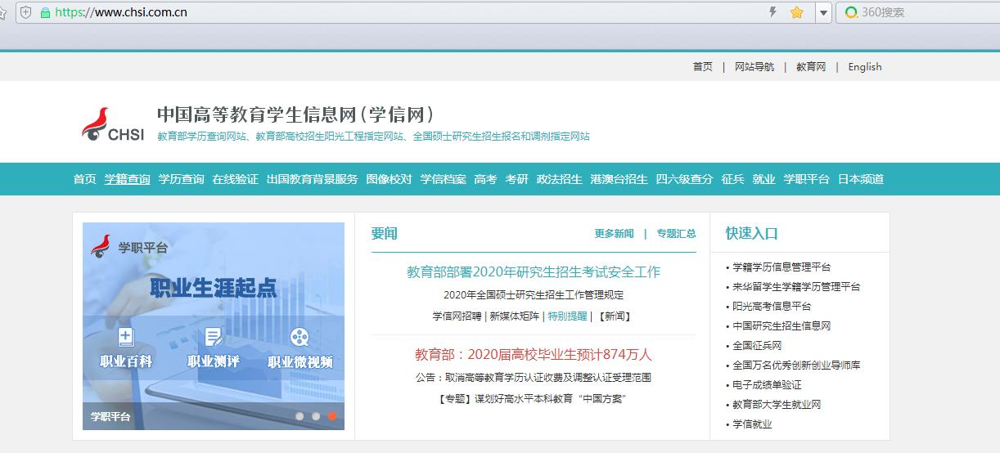 https://www.chsi.com.cn
360搜索
首页 | 网站导航 | 教育网 | English
CHSI
中国高等教育学生信息网(学信网)
教育部学历查询网站、教育部高校招生阳光工程指定网站、全国硕士研究生招生报名和调剂指定网站
首页 学籍查询 学历查询 在线验证 出国教育背景服务 图像校对 学信档案 高考 考研 政法招生 港澳台招生 四六级查分 征兵 就业 学职平台 日本频道
学职平台
职业生涯起点
职业百科 职业测评 职业微视频
学职平台
要闻
更多新闻 | 专题汇总
教育部部署2020年研究生招生考试安全工作
2020年全国硕士研究生招生工作管理规定
学信网招聘 | 新媒体矩阵 | 特别提醒 | 【新闻】
教育部：2020届高校毕业生预计874万人
公告：取消高等教育学历认证收费及调整认证受理范围
【专题】谋划好高水平本科教育“中国方案”
快速入口
• 学籍学历信息管理平台
• 来华留学生学籍学历管理平台
• 阳光高考信息平台
• 中国研究生招生信息网
• 全国征兵网
• 全国万名优秀创新创业导师库
• 电子成绩单验证
• 教育部大学生就业网
• 学信就业